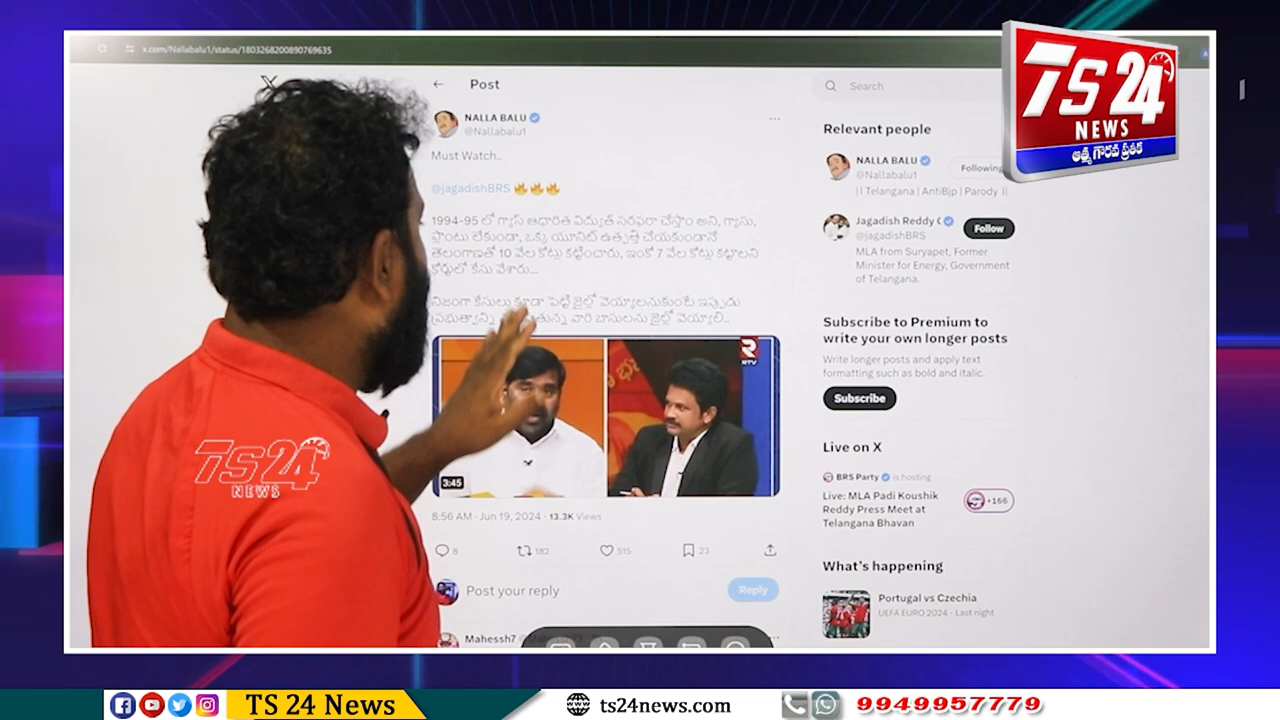 x.com/Nallabalu1/status/1803268200890769635
TS 24
NEWS
ఆత్మ గౌరవ ప్రతీక
Post
NALLA BALU
@Nallabalu1
Must Watch..
@jagadishBRS 🔥🔥🔥
1994-95 లో గ్యాస్ ఆధారిత విద్యుత్ సరఫరా చేస్తాం అని, గ్యాసు,
ప్లాంటు లేకుండా, ఒక్క యూనిట్ ఉత్పత్తి చేయకుండానే
తెలంగాణతో 10 వేల కోట్లు కట్టించారు, ఇంకో 7 వేల కోట్లు కట్టాలని
కోర్టులో కేసు వేశారు...
నిజంగా కేసులు కూడా పెట్టి జైల్లో వెయ్యాలనుకుంటే ఇప్పుడు
ప్రభుత్వాన్ని వారి బాసులను జైల్లో వెయ్యాలి..
RTV
3:45
8:56 AM · Jun 19, 2024 · 13.3K Views
8 182 515 23
Post your reply
Reply
Mahessh7
Search
Relevant people
NALLA BALU
@Nallabalu1
Following
|| Telangana | AntiBjp | Parody ||
Jagadish Reddy
@jagadishBRS
Follow
MLA from Suryapet, Former
Minister for Energy, Government
of Telangana.
Subscribe to Premium to
write your own longer posts
Write longer posts and apply text
formatting such as bold and italic.
Subscribe
Live on X
BRS Party is hosting
Live: MLA Padi Koushik
Reddy Press Meet at
Telangana Bhavan
+166
What's happening
Portugal vs Czechia
UEFA EURO 2024 · Last night
TS 24
NEWS
TS 24 News
ts24news.com
9949957779